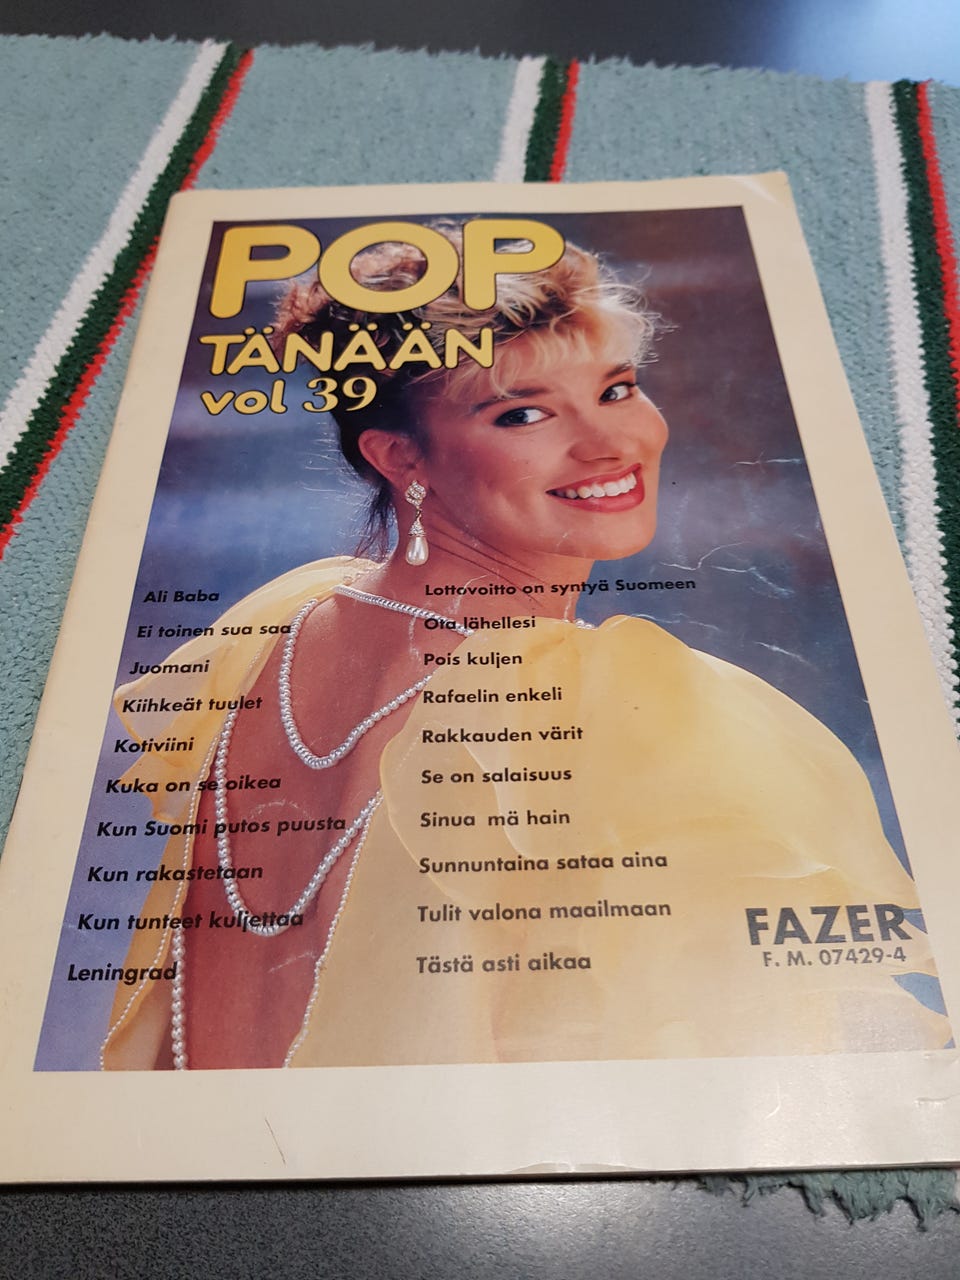 POP
TÄNÄÄN
vol 39
Ali Baba
Ei toinen sua saa
Juomani
Kiihkeät tuulet
Kotiviini
Kuka on se oikea
Kun Suomi putos puusta
Kun rakastetaan
Kun tunteet kuljettaa
Leningrad
Lottovoitto on syntyä Suomeen
Ota lähellesi
Pois kuljen
Rafaelin enkeli
Rakkauden värit
Se on salaisuus
Sinua mä hain
Sunnuntaina sataa aina
Tulit valona maailmaan
Tästä asti aikaa
FAZER
F. M. 07429-4